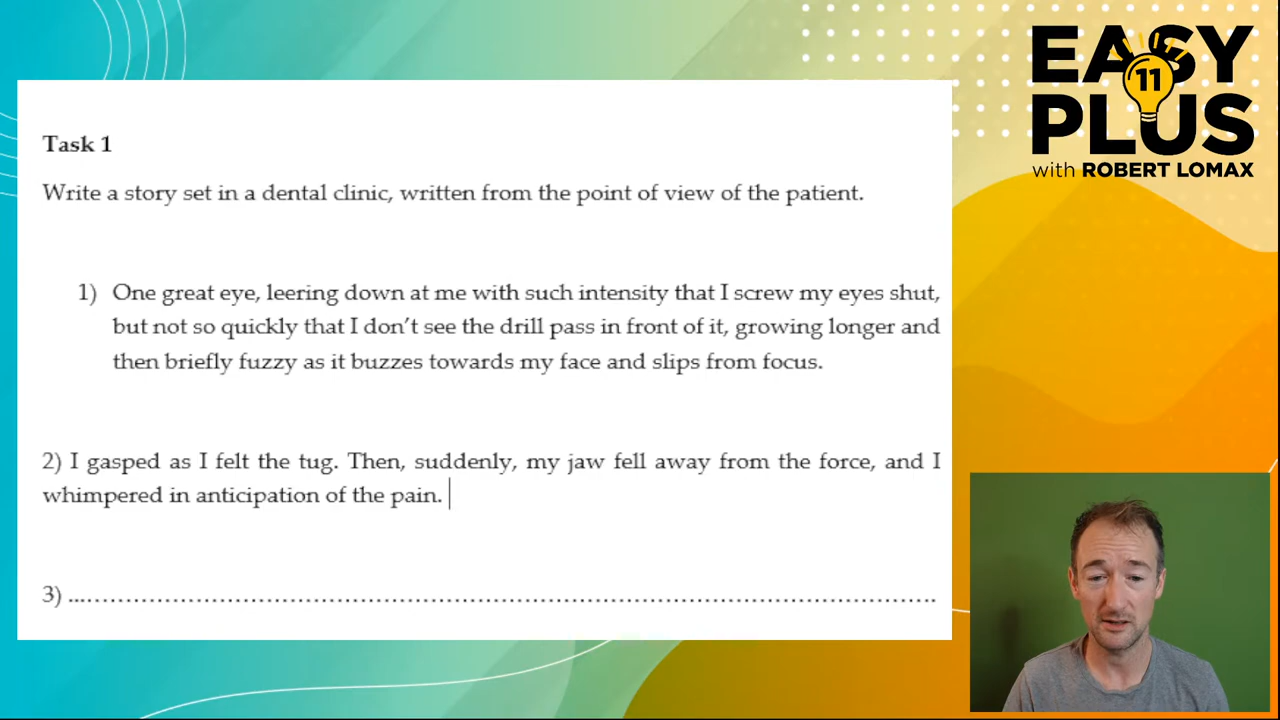 EASY
11
PLUS
with ROBERT LOMAX
Task 1
Write a story set in a dental clinic, written from the point of view of the patient.
1) One great eye, leering down at me with such intensity that I screw my eyes shut,
but not so quickly that I don't see the drill pass in front of it, growing longer and
then briefly fuzzy as it buzzes towards my face and slips from focus.
2) I gasped as I felt the tug. Then, suddenly, my jaw fell away from the force, and I
whimpered in anticipation of the pain.
3) ..........................................................................................